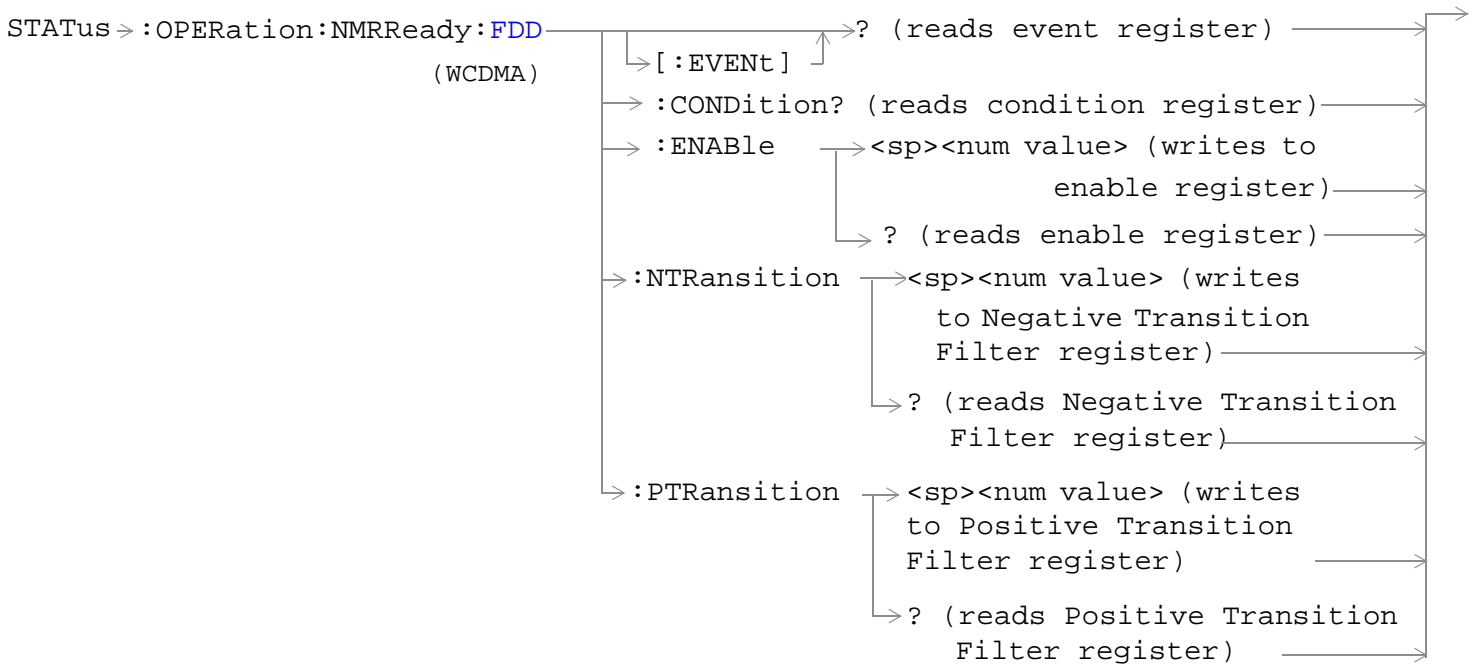 STATus :OPERation:NMRReady:FDD ? (reads event register)
(WCDMA) [:EVENt]
:CONDition? (reads condition register)
:ENABle <sp><num value> (writes to
enable register)
? (reads enable register)
:NTRansition <sp><num value> (writes
to Negative Transition
Filter register)
? (reads Negative Transition
Filter register)
:PTRansition <sp><num value> (writes
to Positive Transition
Filter register)
? (reads Positive Transition
Filter register)